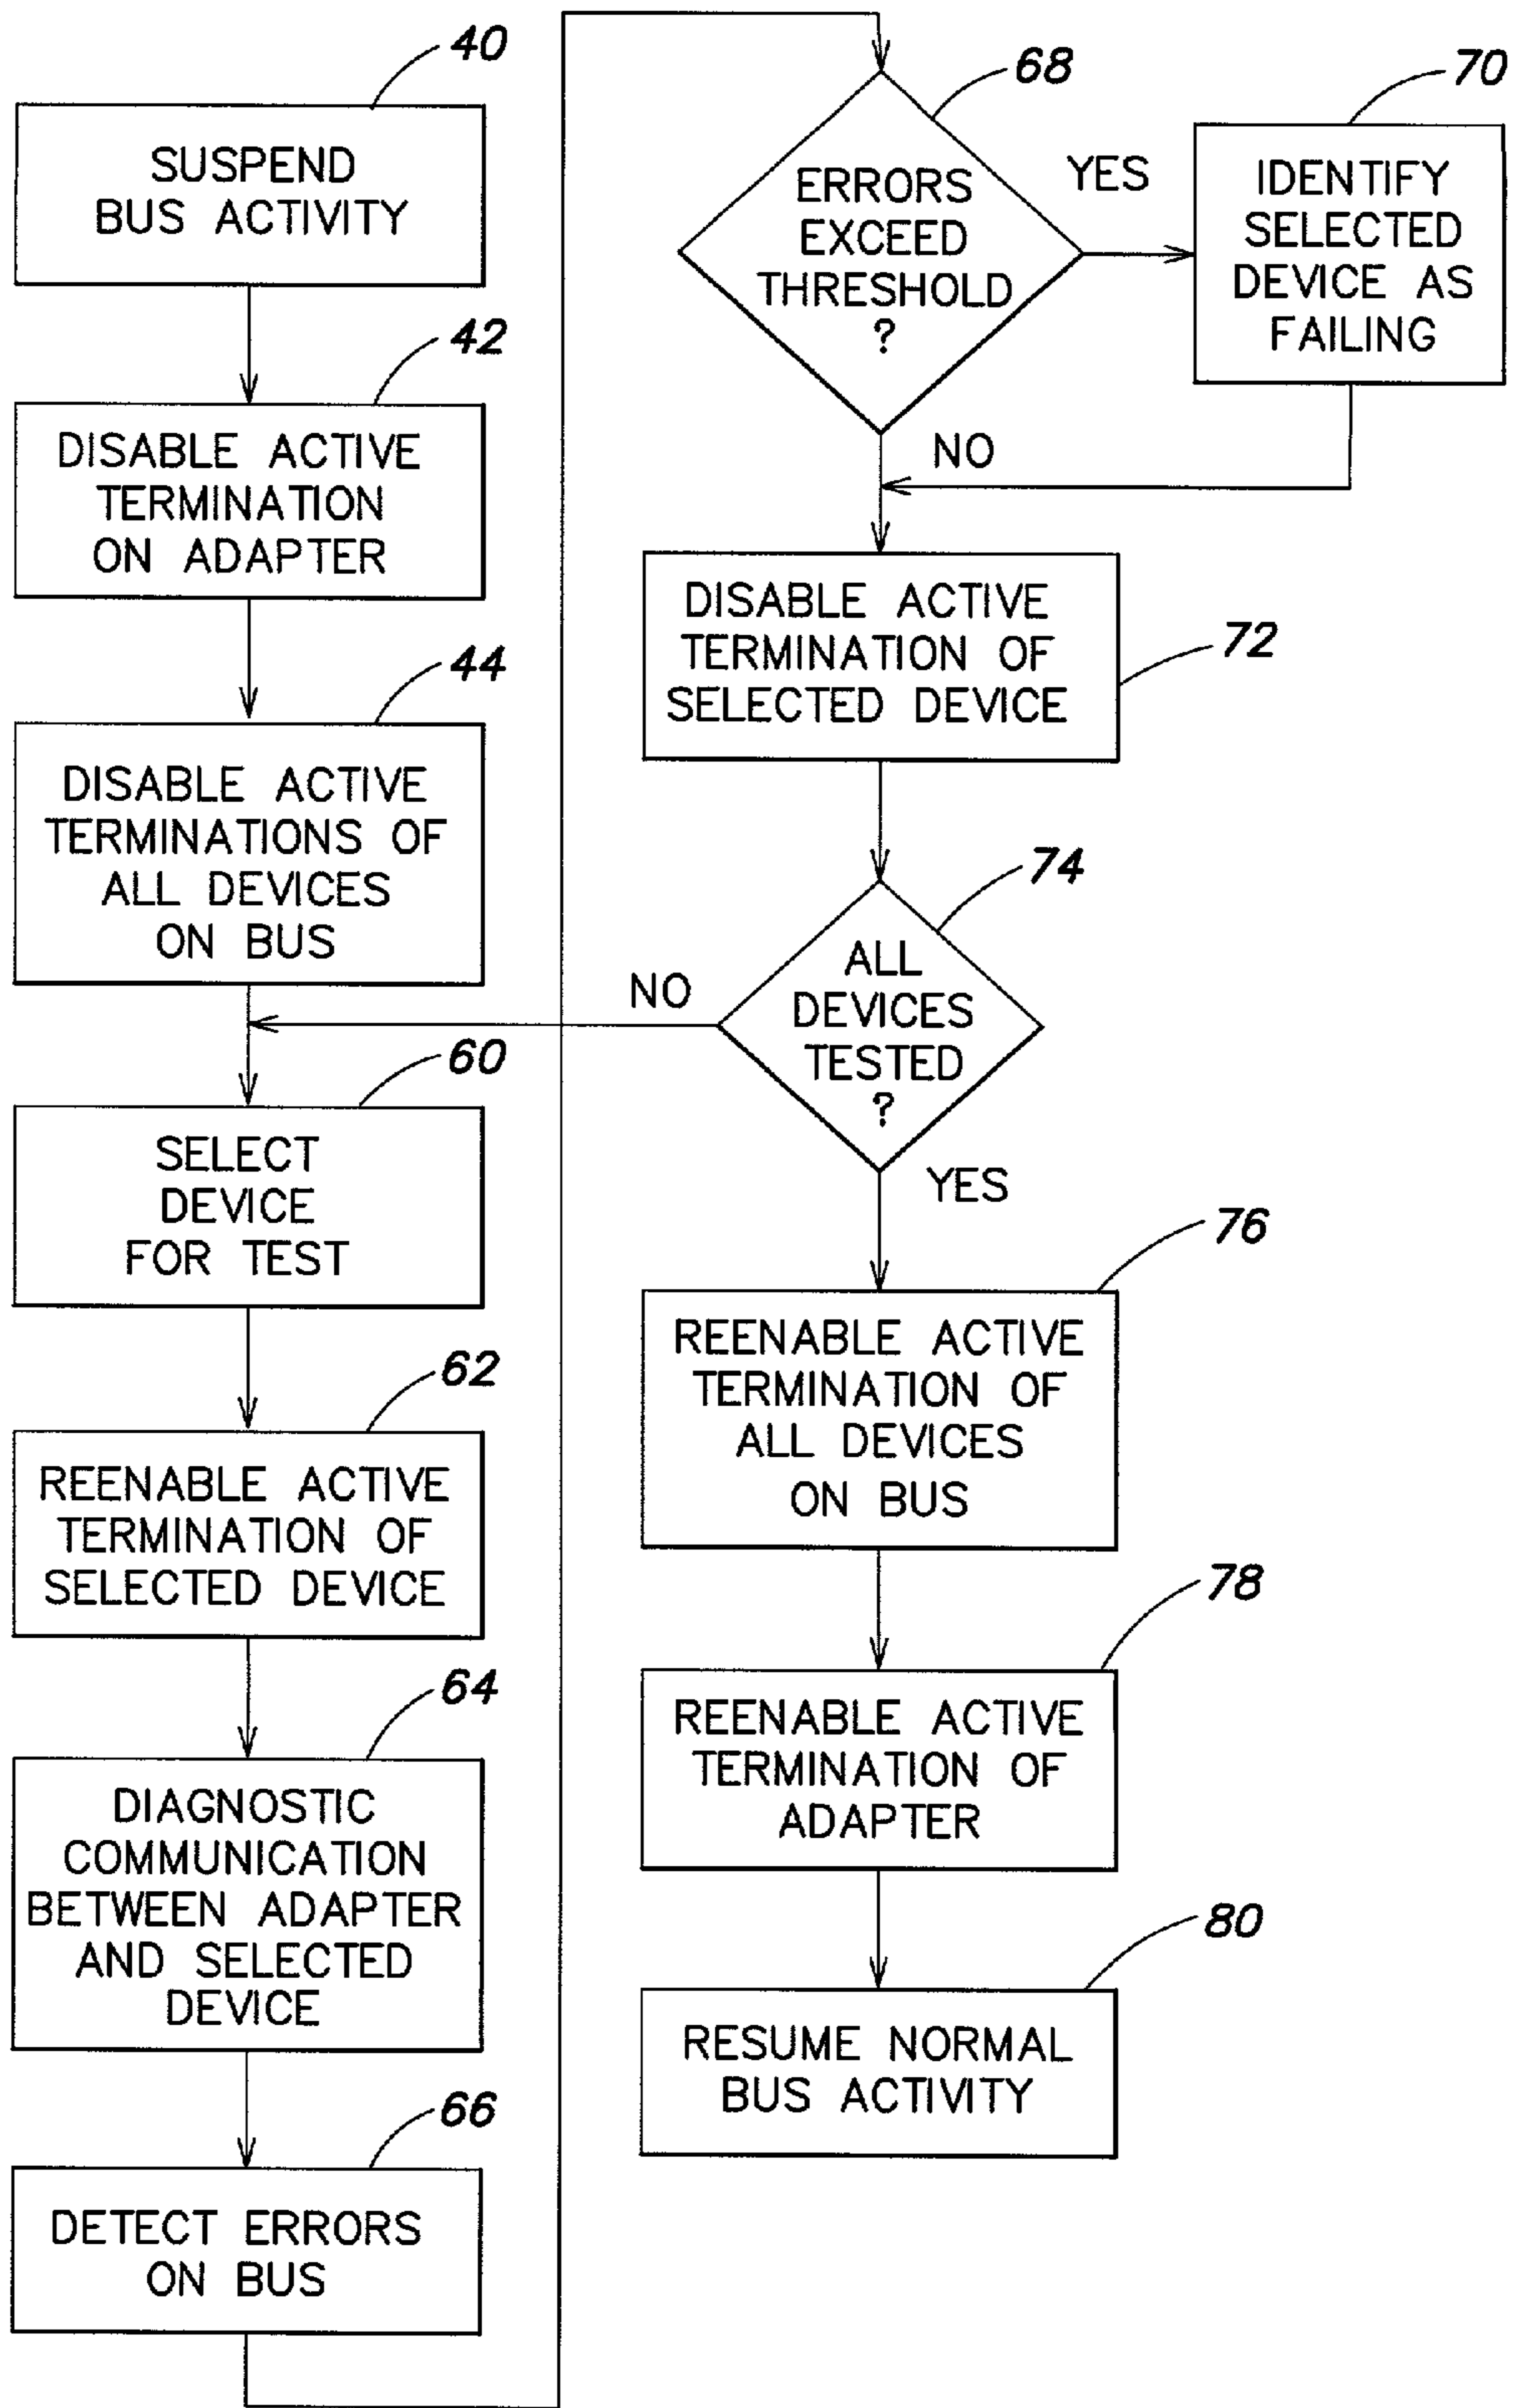 40
SUSPEND
BUS ACTIVITY
42
DISABLE ACTIVE
TERMINATION
ON ADAPTER
44
DISABLE ACTIVE
TERMINATIONS OF
ALL DEVICES
ON BUS
60
SELECT
DEVICE
FOR TEST
62
REENABLE ACTIVE
TERMINATION OF
SELECTED DEVICE
64
DIAGNOSTIC
COMMUNICATION
BETWEEN ADAPTER
AND SELECTED
DEVICE
66
DETECT ERRORS
ON BUS
68
ERRORS
EXCEED
THRESHOLD
?
YES
NO
70
IDENTIFY
SELECTED
DEVICE AS
FAILING
72
DISABLE ACTIVE
TERMINATION OF
SELECTED DEVICE
74
ALL
DEVICES
TESTED
?
NO
YES
76
REENABLE ACTIVE
TERMINATION OF
ALL DEVICES
ON BUS
78
REENABLE ACTIVE
TERMINATION OF
ADAPTER
80
RESUME NORMAL
BUS ACTIVITY